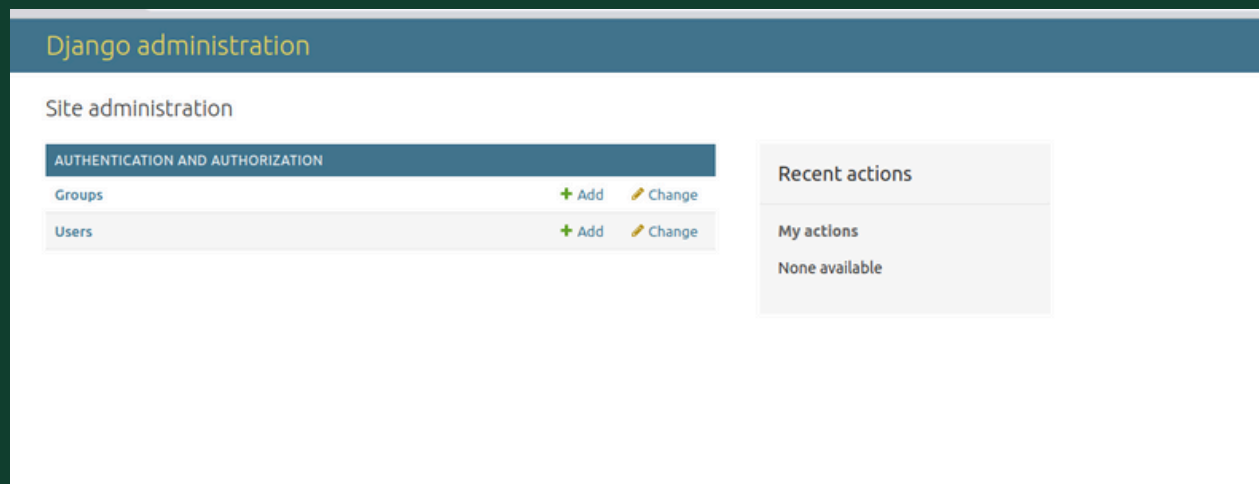 Django administration
Site administration
AUTHENTICATION AND AUTHORIZATION
Groups Add Change
Users Add Change
Recent actions
My actions
None available